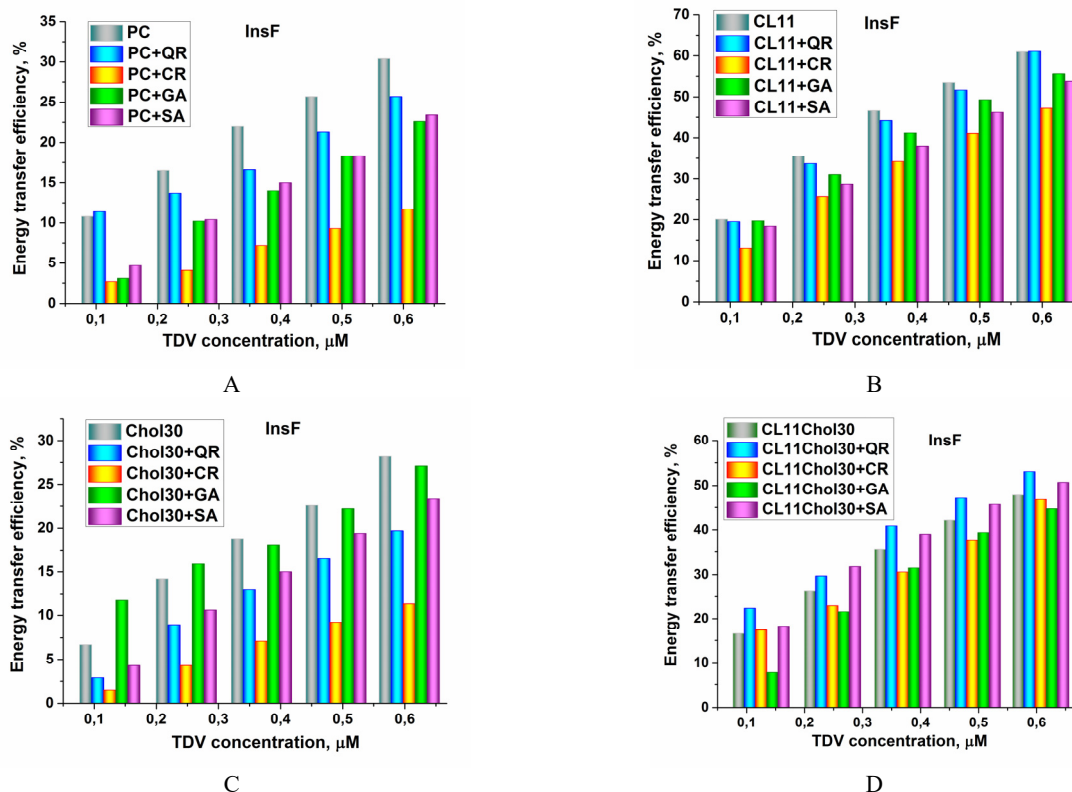 InsF
PC
PC+QR
PC+CR
PC+GA
PC+SA
Energy transfer efficiency, %
35
30
25
20
15
10
5
0
0,1 0,2 0,3 0,4 0,5 0,6
TDV concentration, μM
A
InsF
CL11
CL11+QR
CL11+CR
CL11+GA
CL11+SA
Energy transfer efficiency, %
70
60
50
40
30
20
10
0
0,1 0,2 0,3 0,4 0,5 0,6
TDV concentration, μM
B
InsF
Chol30
Chol30+QR
Chol30+CR
Chol30+GA
Chol30+SA
Energy transfer efficiency, %
30
25
20
15
10
5
0
0,1 0,2 0,3 0,4 0,5 0,6
TDV concentration, μM
C
InsF
CL11Chol30
CL11Chol30+QR
CL11Chol30+CR
CL11Chol30+GA
CL11Chol30+SA
Energy transfer efficiency, %
60
50
40
30
20
10
0
0,1 0,2 0,3 0,4 0,5 0,6
TDV concentration, μM
D